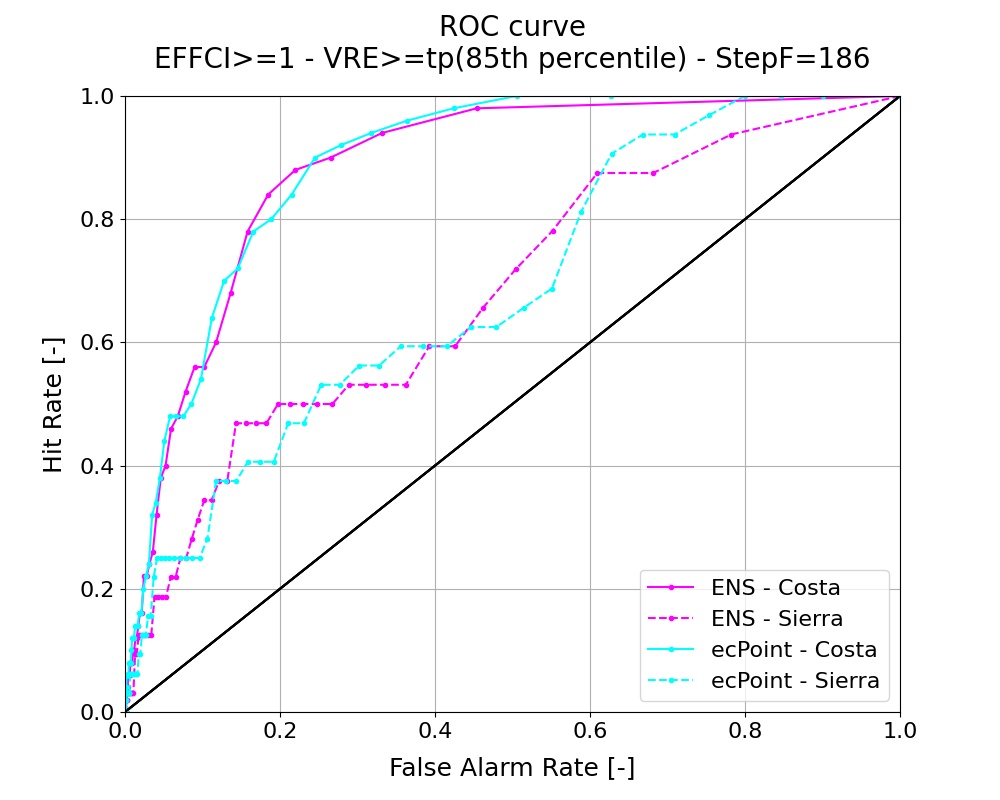 ROC curve
EFFCI>=1 - VRE>=tp(85th percentile) - StepF=186
1.0
0.8
0.6
0.4
0.2
0.0
Hit Rate [-]
ENS - Costa
ENS - Sierra
ecPoint - Costa
ecPoint - Sierra
0.0 0.2 0.4 0.6 0.8 1.0
False Alarm Rate [-]